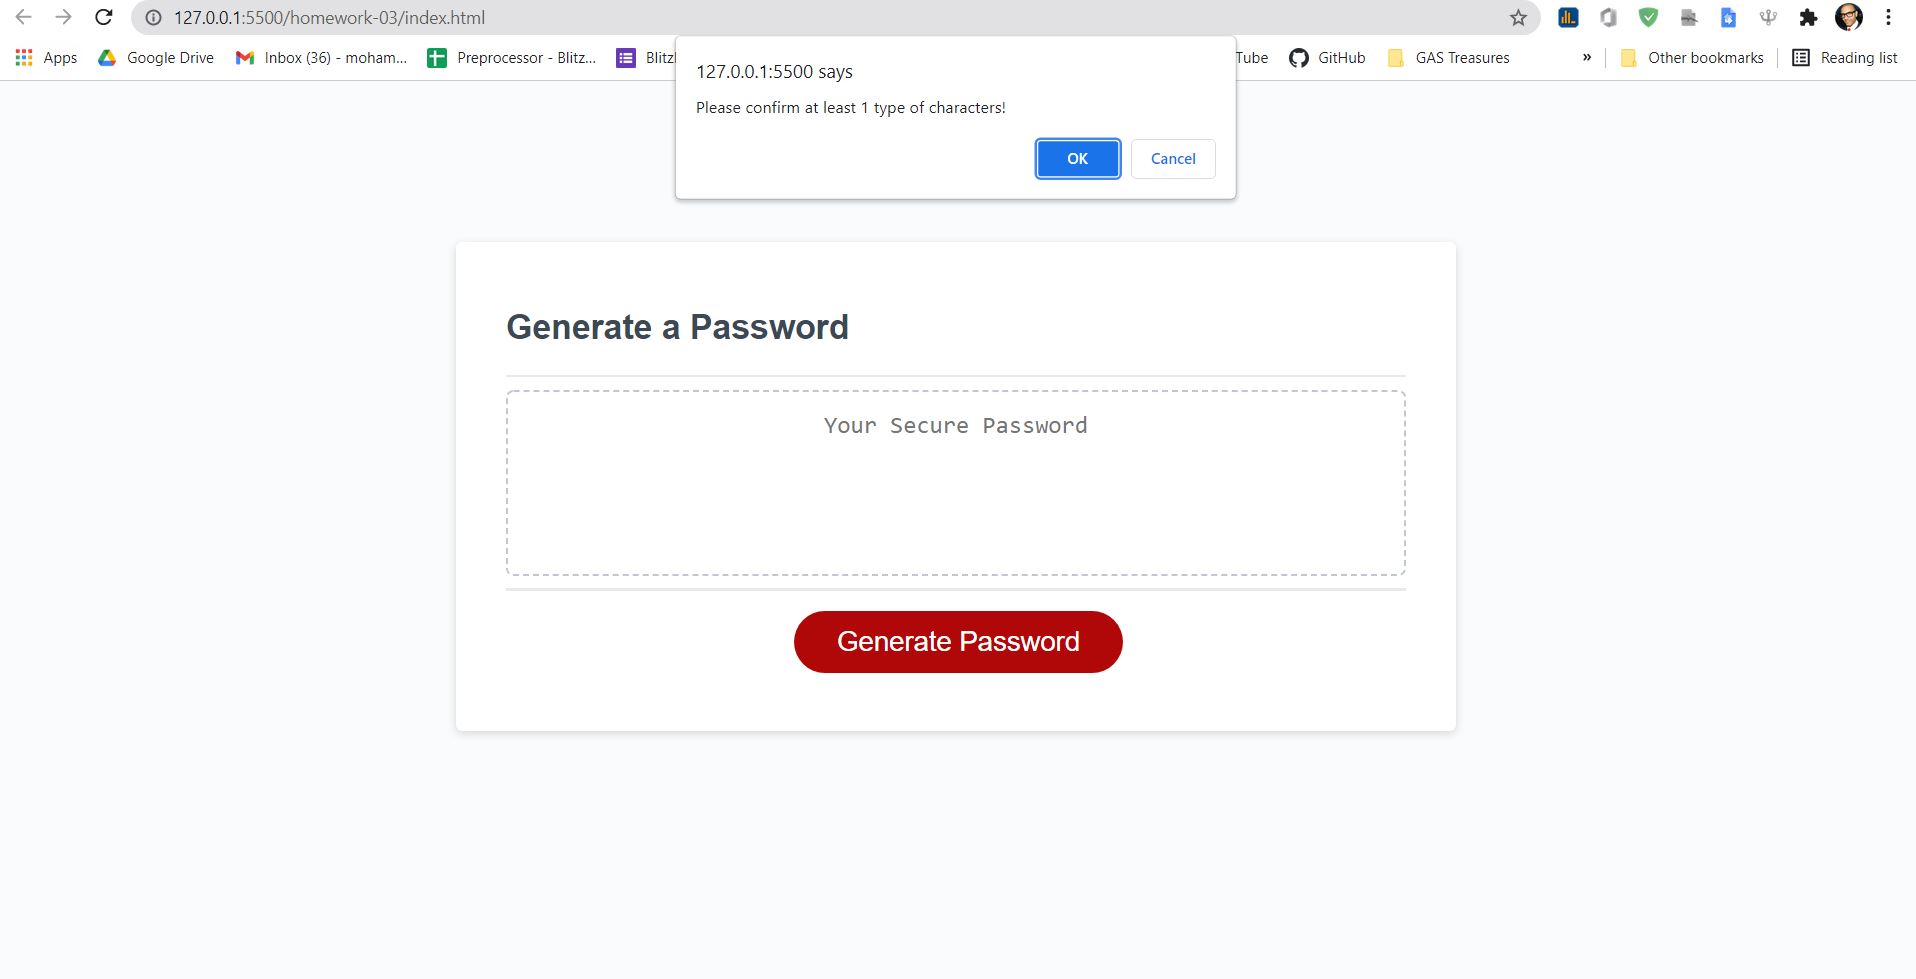 127.0.0.1:5500/homework-03/index.html
Apps Google Drive Inbox (36) - moham... Preprocessor - Blitz... Tube GitHub GAS Treasures » Other bookmarks Reading list
127.0.0.1:5500 says
Please confirm at least 1 type of characters!
OK Cancel
Generate a Password
Your Secure Password
Generate Password